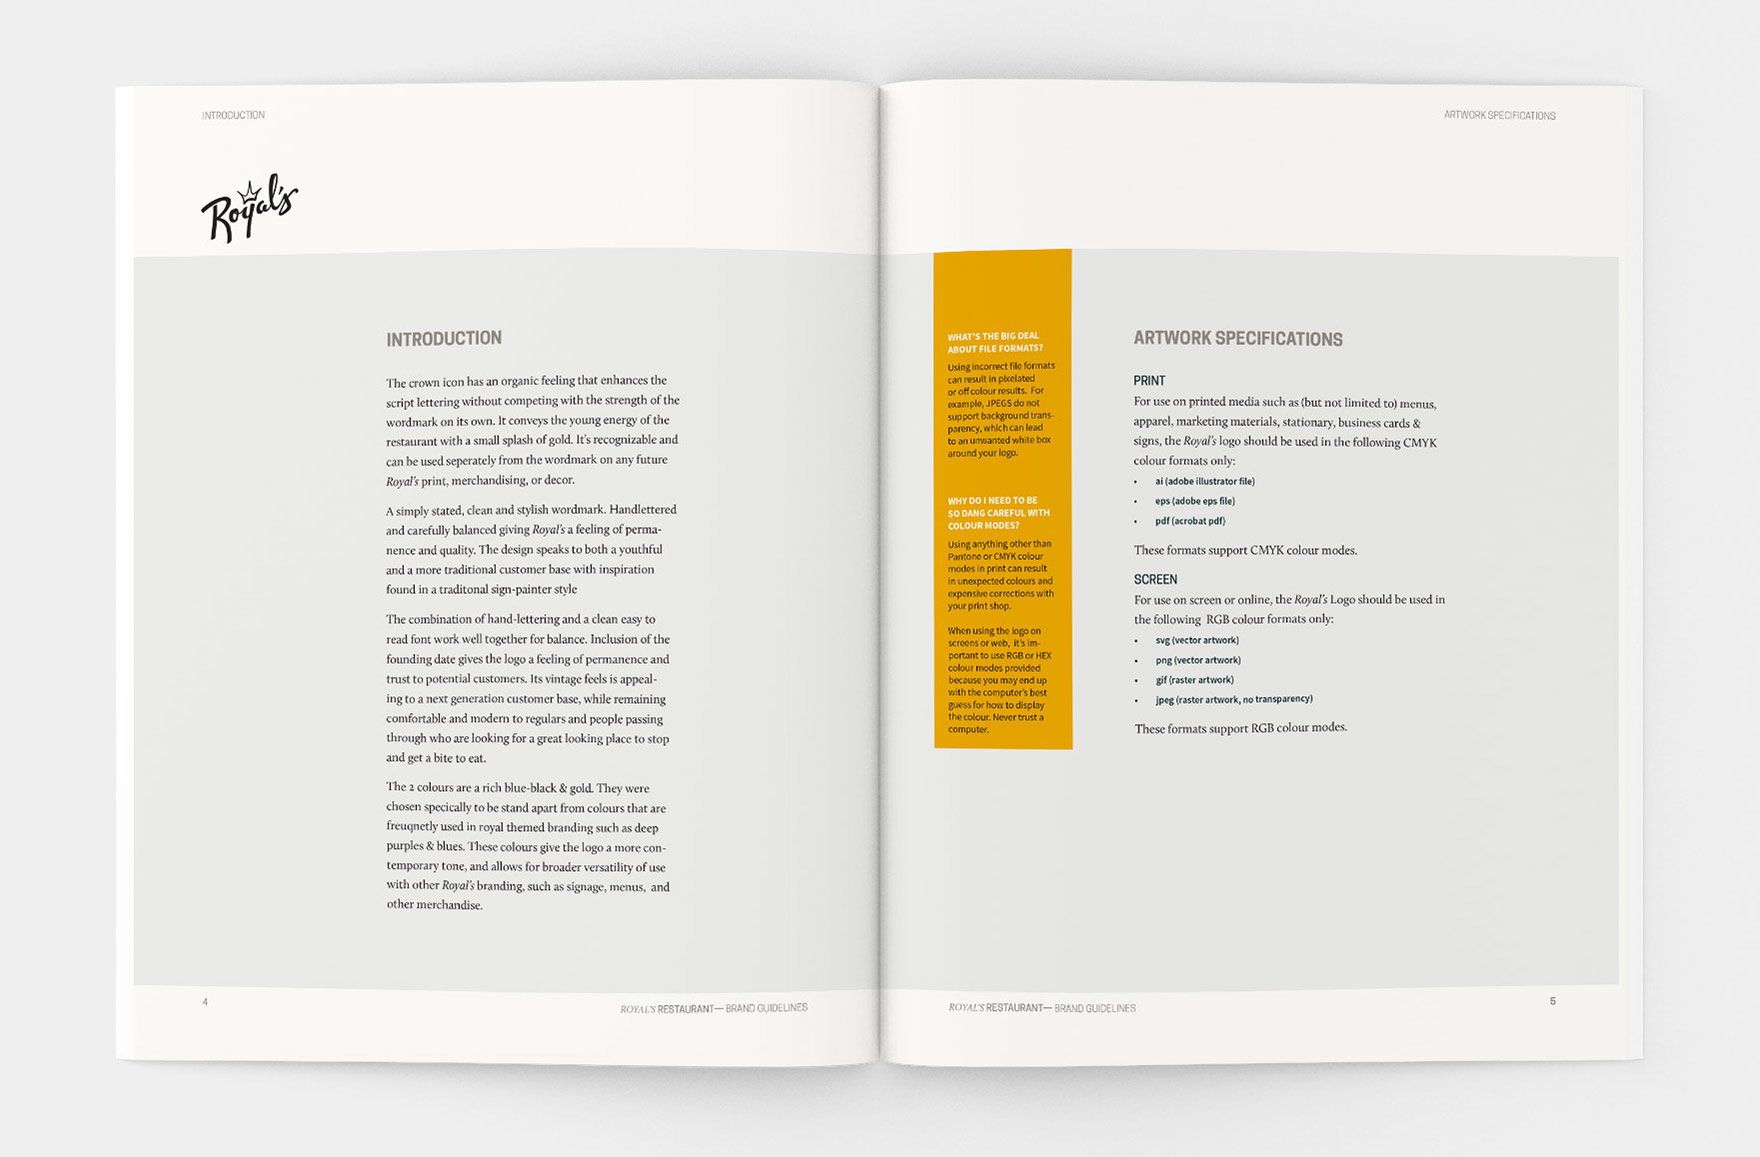 INTRODUCTION
Royal's
INTRODUCTION
The crown icon has an organic feeling that enhances the
script lettering without competing with the strength of the
wordmark on its own. It conveys the young energy of the
restaurant with a small splash of gold. It's recognizable and
can be used seperately from the wordmark on any future
Royal's print, merchandising, or decor.
A simply stated, clean and stylish wordmark. Handlettered
and carefully balanced giving Royal's a feeling of perma-
nence and quality. The design speaks to both a youthful
and a more traditional customer base with inspiration
found in a traditonal sign-painter style
The combination of hand-lettering and a clean easy to
read font work well together for balance. Inclusion of the
founding date gives the logo a feeling of permanence and
trust to potential customers. Its vintage feels is appeal-
ing to a next generation customer base, while remaining
comfortable and modern to regulars and people passing
through who are looking for a great looking place to stop
and get a bite to eat.
The 2 colours are a rich blue-black & gold. They were
chosen specically to be stand apart from colours that are
freuqnetly used in royal themed branding such as deep
purples & blues. These colours give the logo a more con-
temporary tone, and allows for broader versatility of use
with other Royal's branding, such as signage, menus, and
other merchandise.
4
ROYAL'S RESTAURANT— BRAND GUIDELINES
ARTWORK SPECIFICATIONS
WHAT'S THE BIG DEAL
ABOUT FILE FORMATS?
Using incorrect file formats
can result in pixelated
or off colour results. For
example, JPEGS do not
support background trans-
parency, which can lead
to an unwanted white box
around your logo.
WHY DO I NEED TO BE
SO DANG CAREFUL WITH
COLOUR MODES?
Using anything other than
Pantone or CMYK colour
modes in print can result
in unexpected colours and
expensive corrections with
your print shop.
When using the logo on
screens or web, it's im-
portant to use RGB or HEX
colour modes provided
because you may end up
with the computer's best
guess for how to display
the colour. Never trust a
computer.
ARTWORK SPECIFICATIONS
PRINT
For use on printed media such as (but not limited to) menus,
apparel, marketing materials, stationary, business cards &
signs, the Royal's logo should be used in the following CMYK
colour formats only:
• ai (adobe illustrator file)
• eps (adobe eps file)
• pdf (acrobat pdf)
These formats support CMYK colour modes.
SCREEN
For use on screen or online, the Royal's Logo should be used in
the following RGB colour formats only:
• svg (vector artwork)
• png (vector artwork)
• gif (raster artwork)
• jpeg (raster artwork, no transparency)
These formats support RGB colour modes.
ROYAL'S RESTAURANT— BRAND GUIDELINES
5